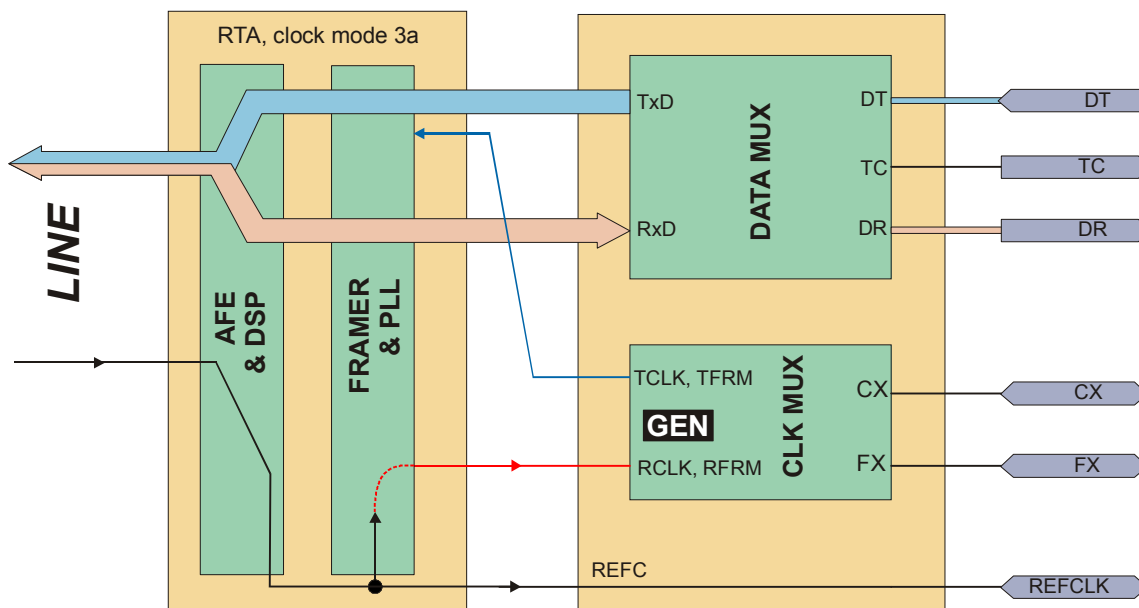 RTA, clock mode 3a
LINE
AFE
& DSP
FRAMER
& PLL
TxD
RxD
DATA MUX
DT
TC
DR
DT
TC
DR
TCLK, TFRM
GEN
RCLK, RFRM
CLK MUX
CX
FX
CX
FX
REFC
REFCLK